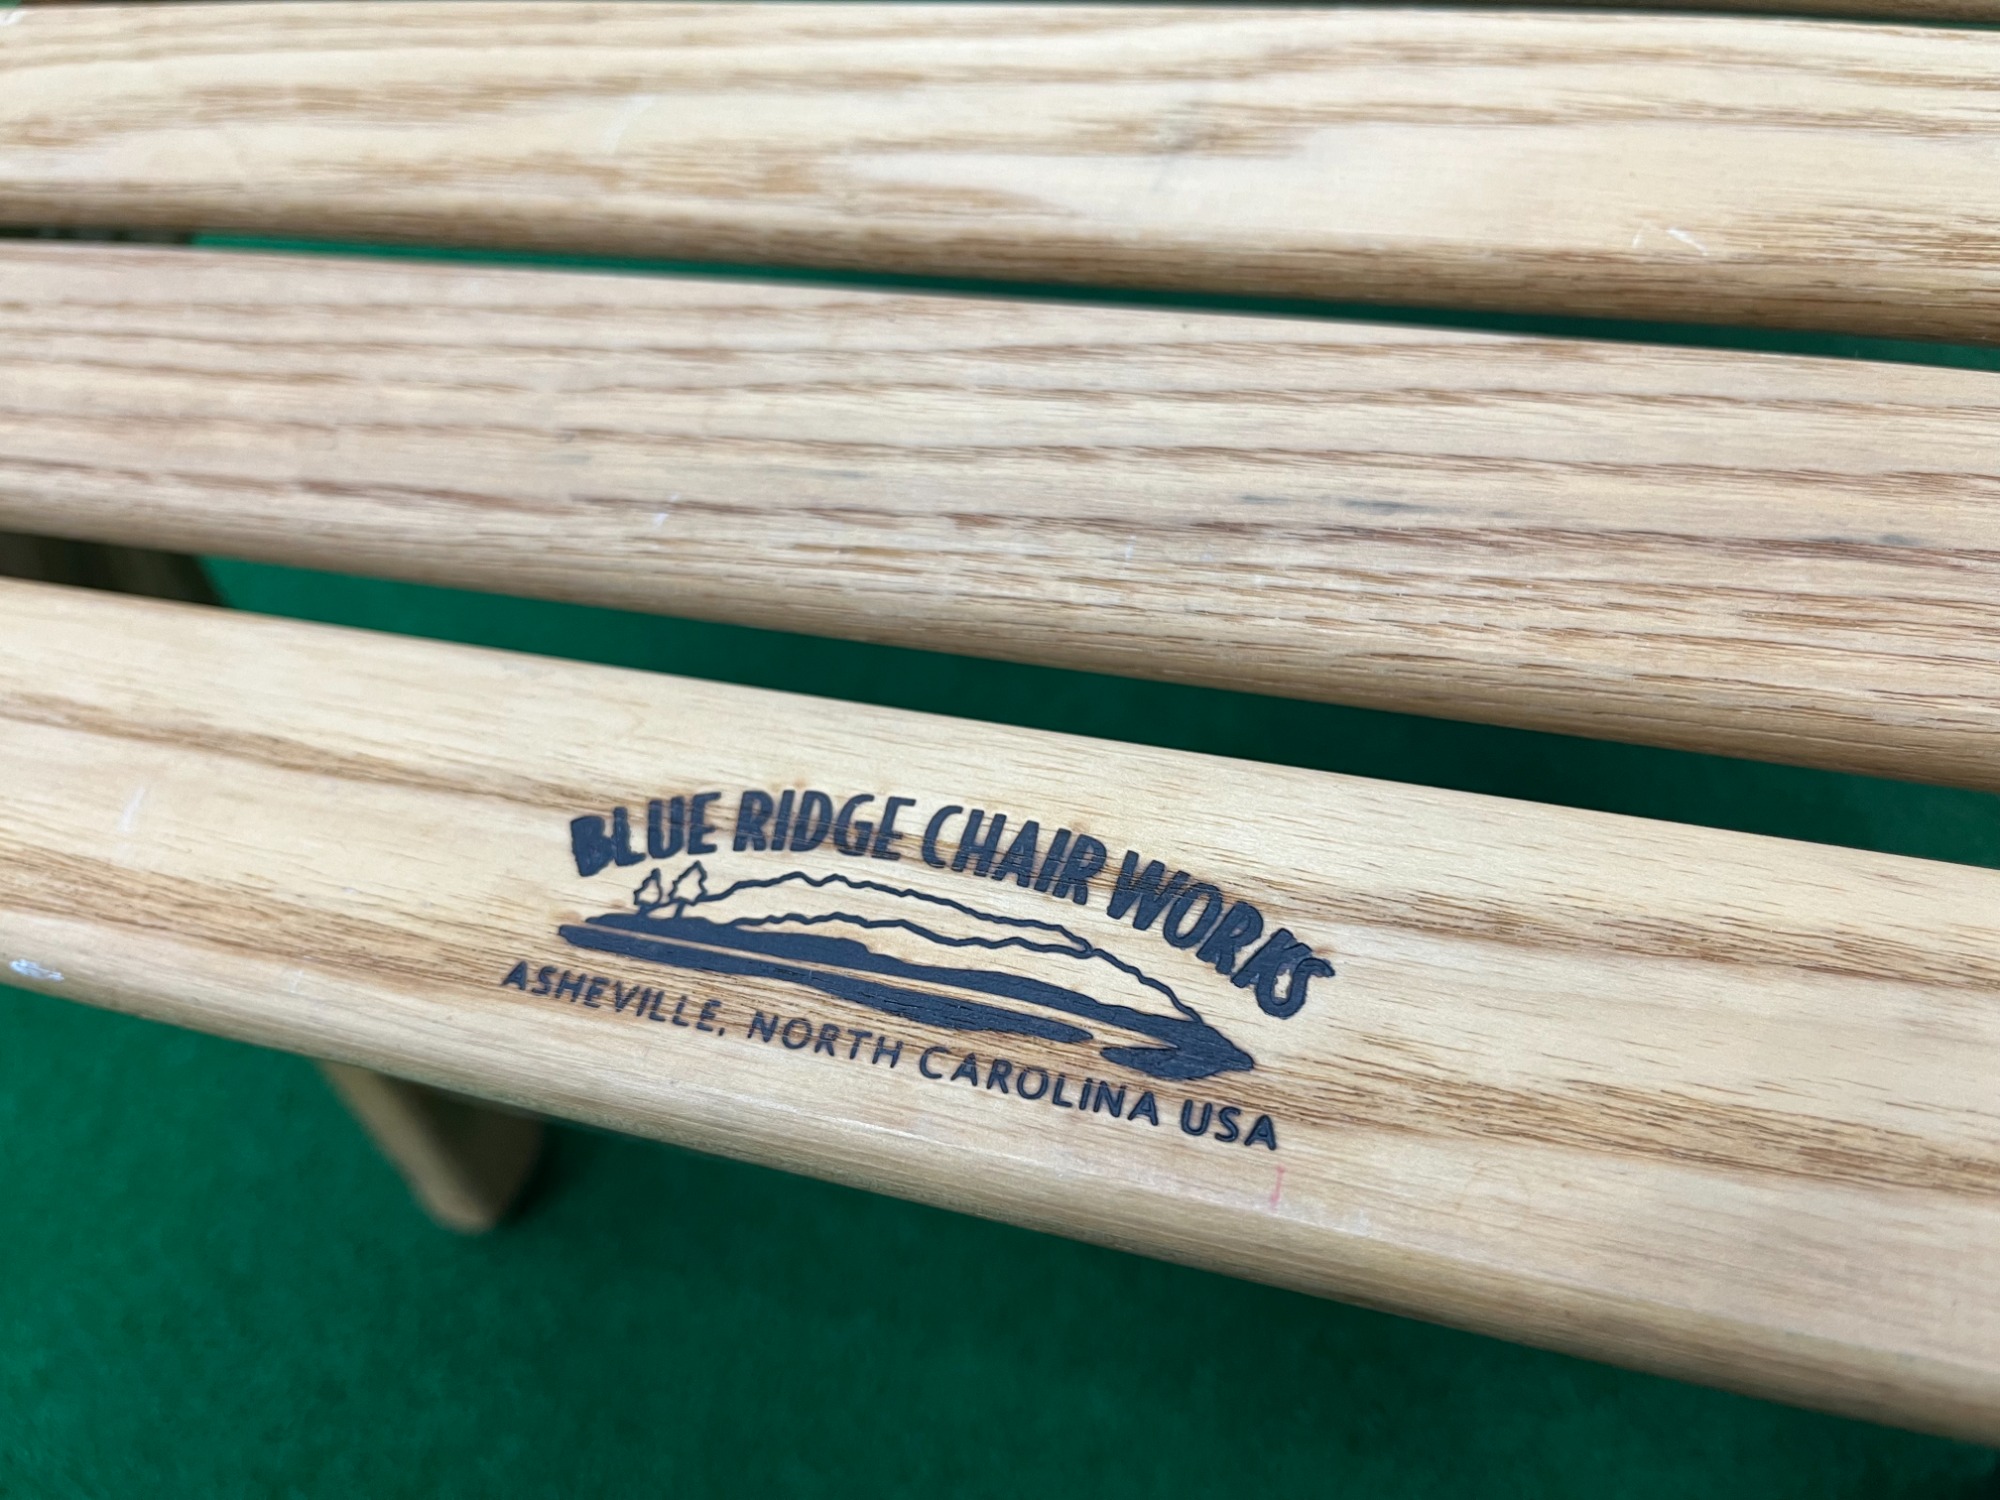 BLUE RIDGE CHAIR WORKS
ASHEVILLE, NORTH CAROLINA USA